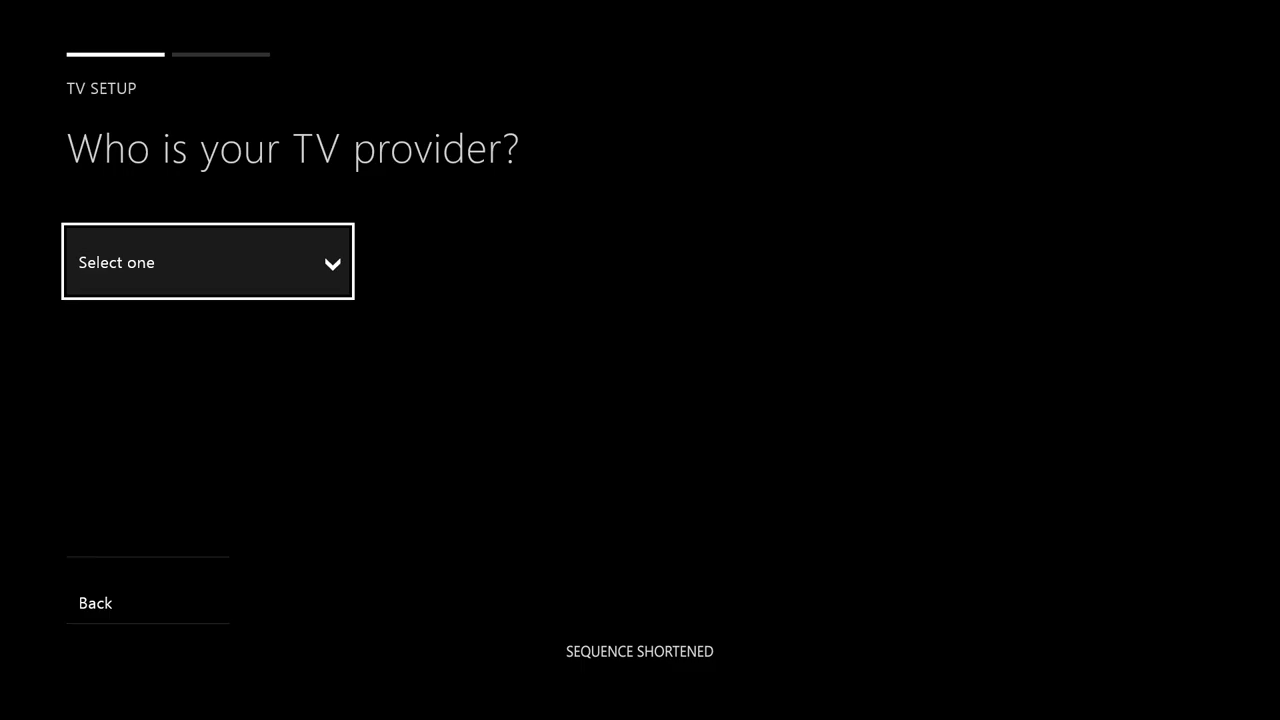 TV SETUP
Who is your TV provider?
Select one
Back
SEQUENCE SHORTENED